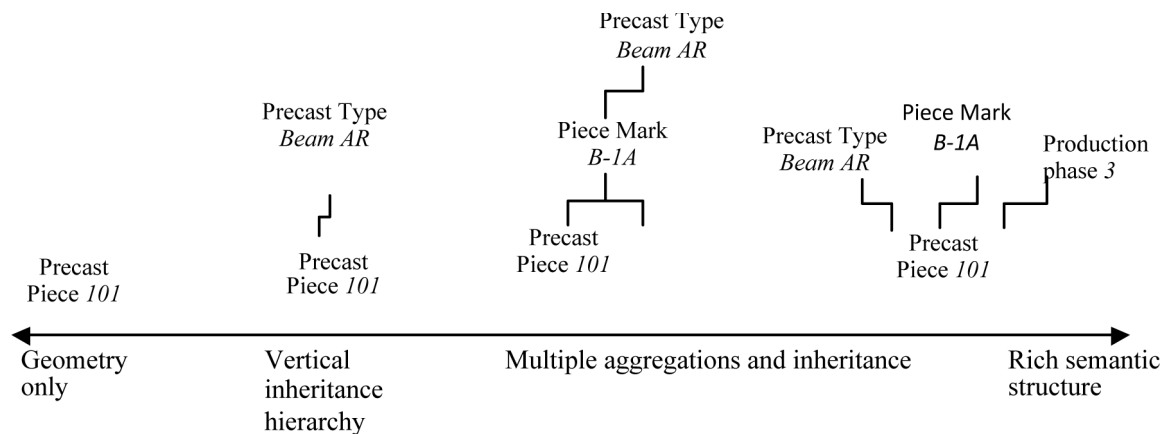 Precast Type
Beam AR
Precast Type
Beam AR
Piece Mark
B-1A
Piece Mark
B-1A
Precast Type
Beam AR
Production
phase 3
Precast
Piece 101
Precast
Piece 101
Precast
Piece 101
Precast
Piece 101
Geometry
only
Vertical
inheritance
hierarchy
Multiple aggregations and inheritance
Rich semantic
structure